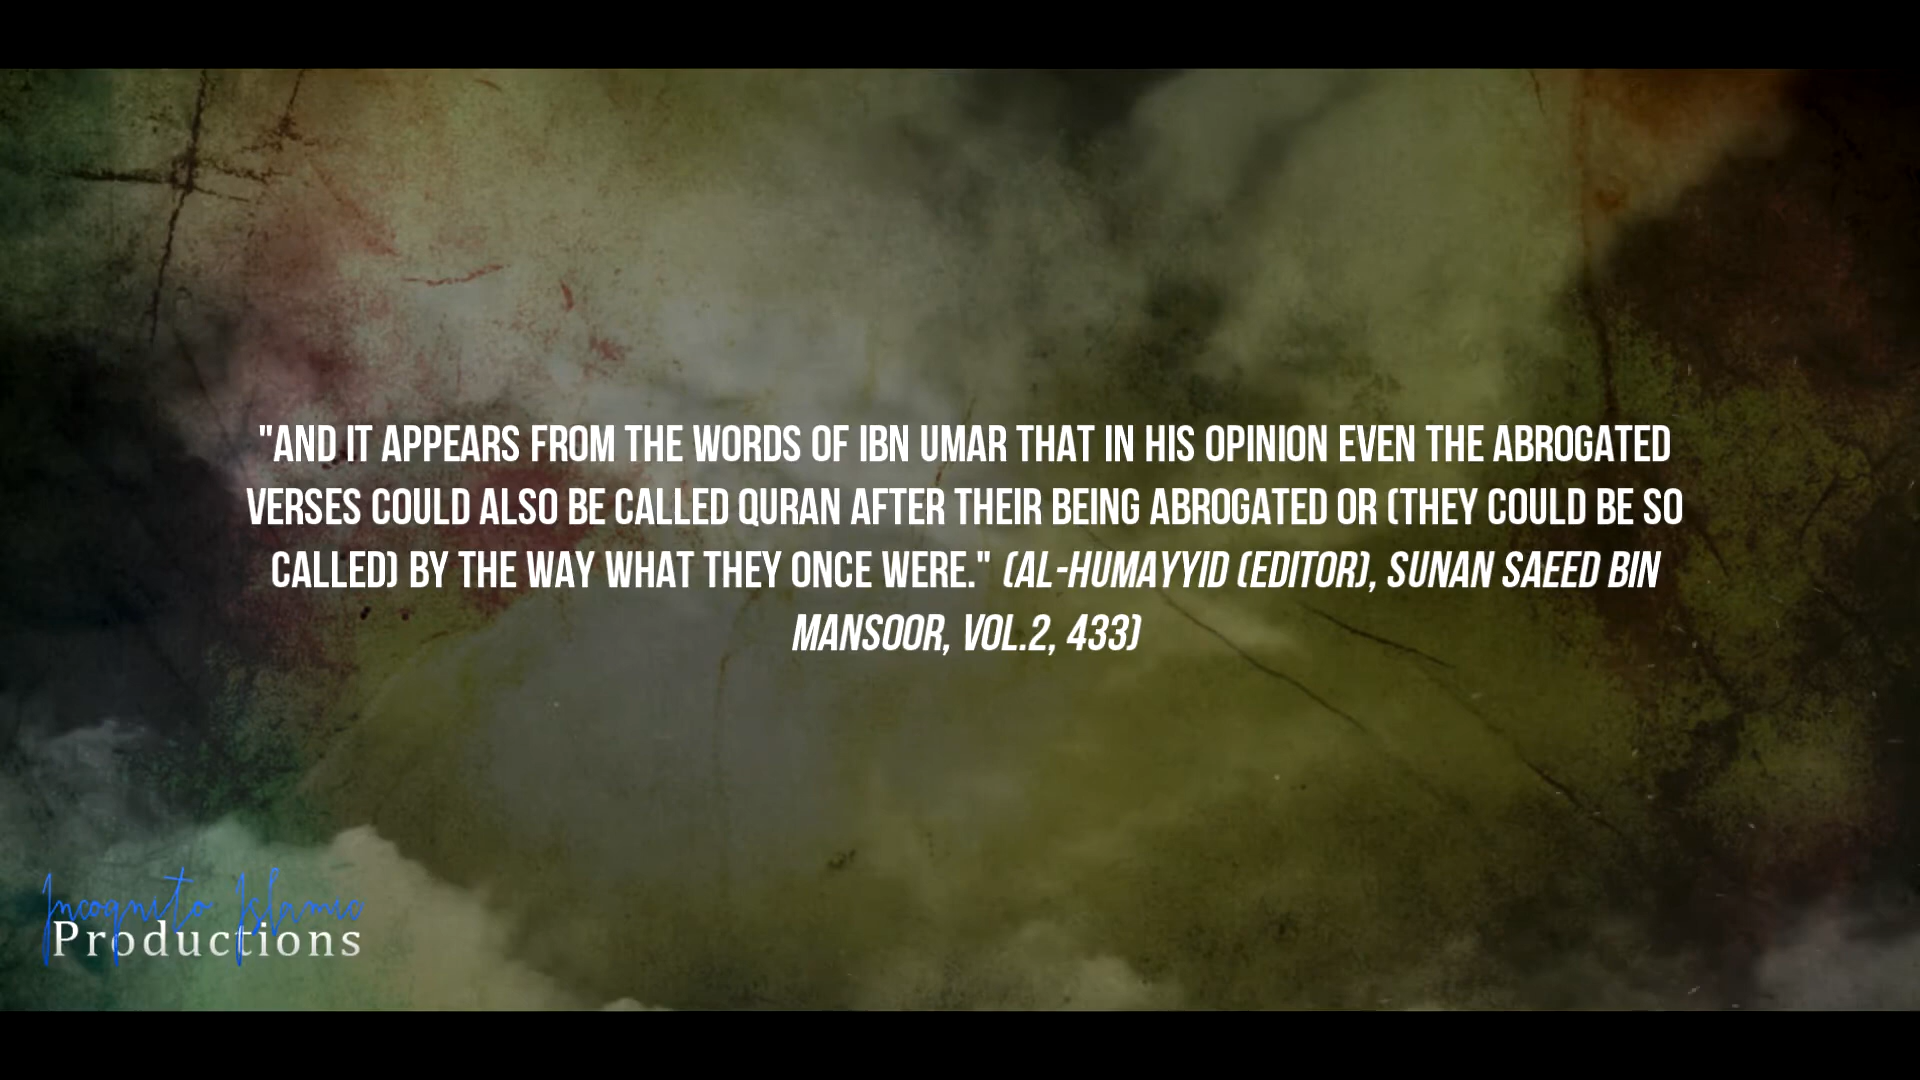 "AND IT APPEARS FROM THE WORDS OF IBN UMAR THAT IN HIS OPINION EVEN THE ABROGATED
VERSES COULD ALSO BE CALLED QURAN AFTER THEIR BEING ABROGATED OR (THEY COULD BE SO
CALLED) BY THE WAY WHAT THEY ONCE WERE." (AL-HUMAYYID (EDITOR), SUNAN SAEED BIN
MANSOOR, VOL.2, 433)
Incognito Islamic
Productions